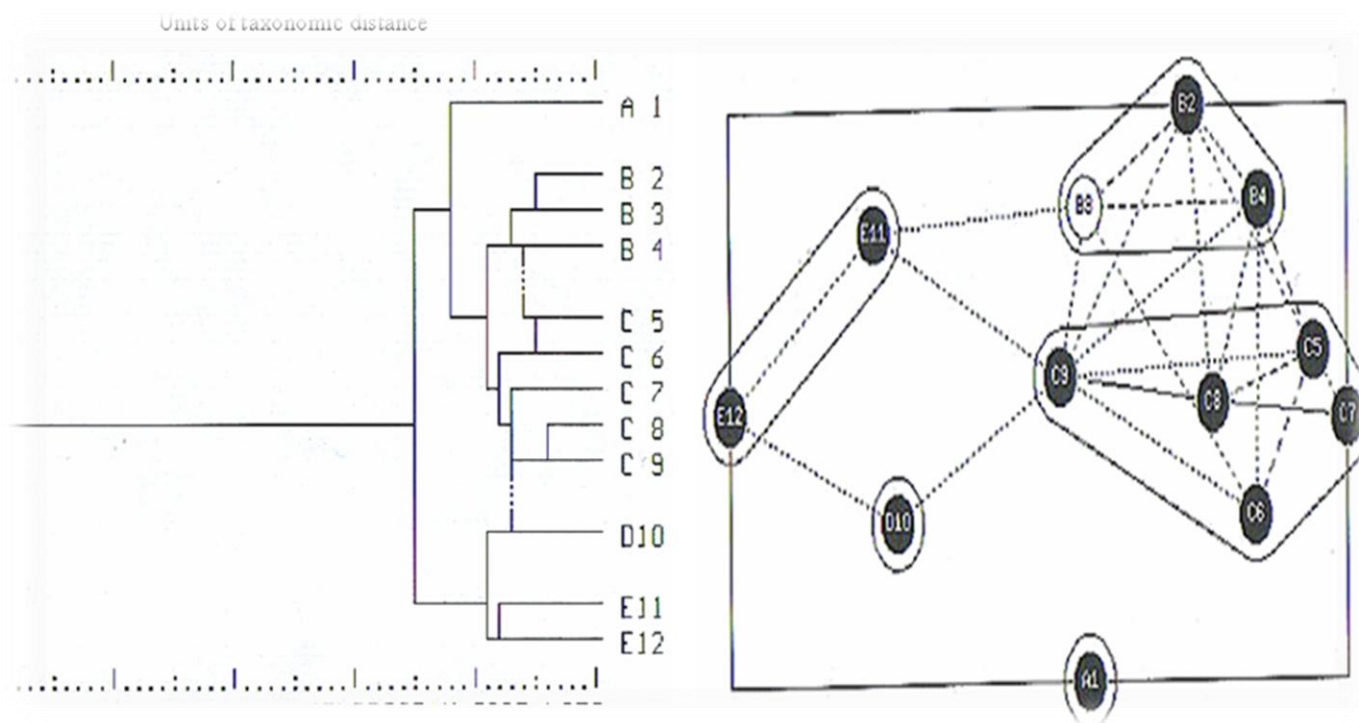 Units of taxonomic distance
A 1
B 2
B 3
B 4
C 5
C 6
C 7
C 8
C 9
D10
E11
E12
B2
B3
B4
E11
C5
C9
C8
C7
E12
C6
D10
A1